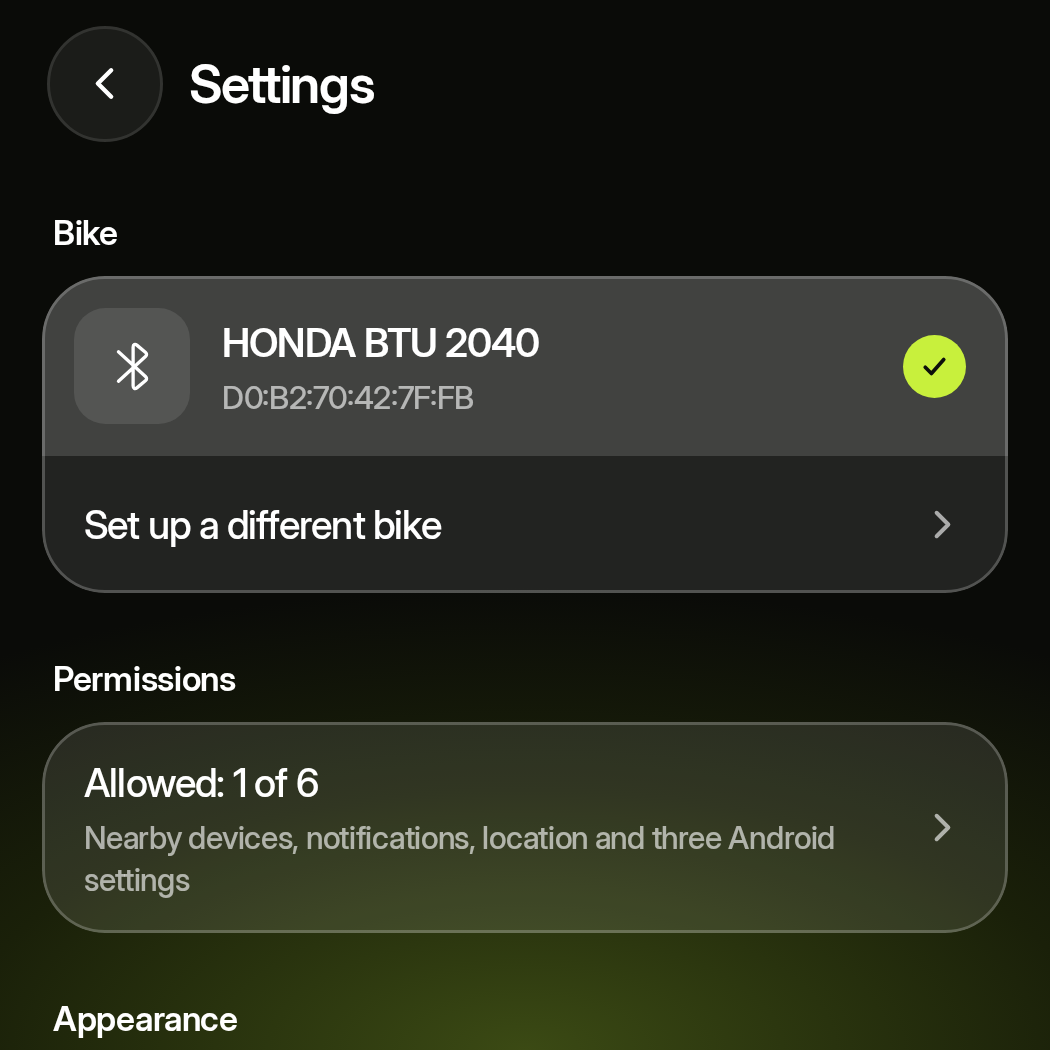 Settings
Bike
HONDA BTU 2040
D0:B2:70:42:7F:FB
Set up a different bike
Permissions
Allowed: 1 of 6
Nearby devices, notifications, location and three Android
settings
Appearance